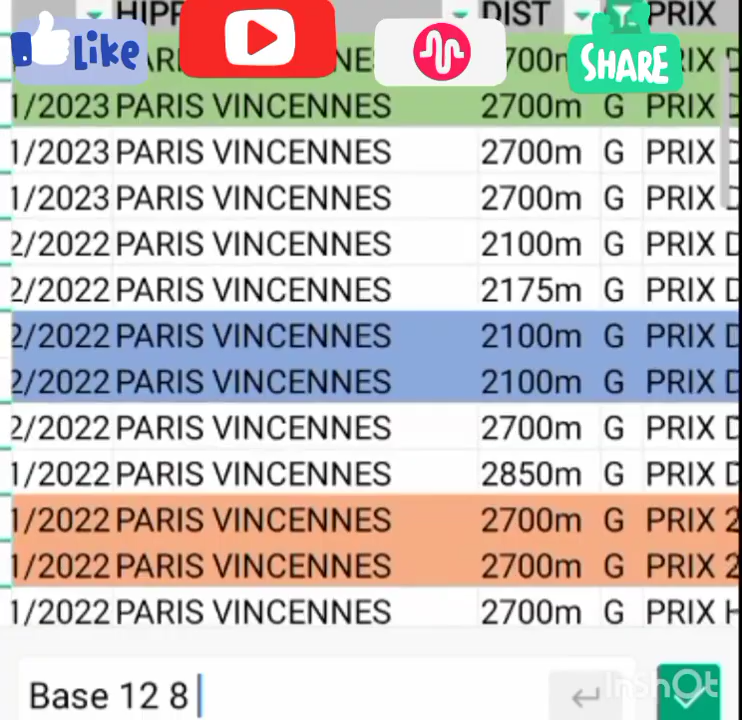 HIPP DIST PRIX
Like SHARE
1/2023 PARIS VINCENNES 2700m G PRIX D
1/2023 PARIS VINCENNES 2700m G PRIX D
1/2023 PARIS VINCENNES 2700m G PRIX D
2/2022 PARIS VINCENNES 2100m G PRIX D
2/2022 PARIS VINCENNES 2175m G PRIX D
2/2022 PARIS VINCENNES 2100m G PRIX D
2/2022 PARIS VINCENNES 2100m G PRIX D
2/2022 PARIS VINCENNES 2700m G PRIX D
1/2022 PARIS VINCENNES 2850m G PRIX D
1/2022 PARIS VINCENNES 2700m G PRIX 2
1/2022 PARIS VINCENNES 2700m G PRIX 2
1/2022 PARIS VINCENNES 2700m G PRIX H
Base 12 8
InShot